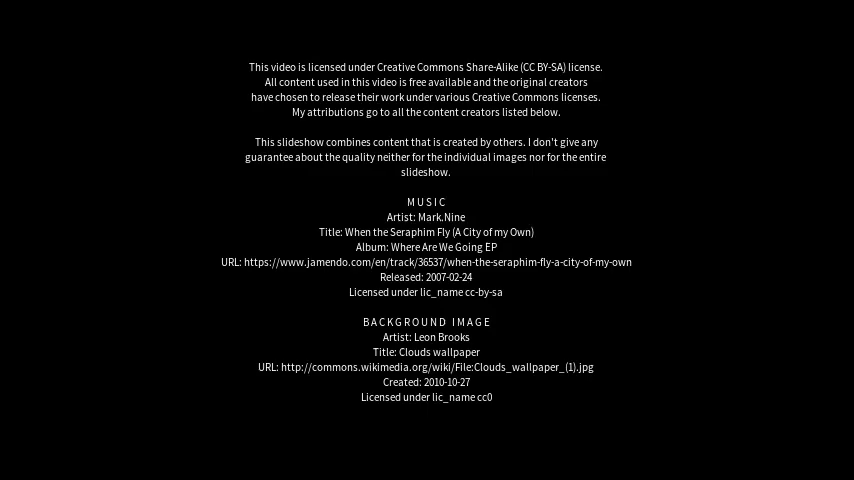 This video is licensed under Creative Commons Share-Alike (CC BY-SA) license.
All content used in this video is free available and the original creators
have chosen to release their work under various Creative Commons licenses.
My attributions go to all the content creators listed below.
This slideshow combines content that is created by others. I don't give any
guarantee about the quality neither for the individual images nor for the entire
slideshow.
M U S I C
Artist: Mark.Nine
Title: When the Seraphim Fly (A City of my Own)
Album: Where Are We Going EP
URL: https://www.jamendo.com/en/track/36537/when-the-seraphim-fly-a-city-of-my-own
Released: 2007-02-24
Licensed under lic_name cc-by-sa
B A C K G R O U N D   I M A G E
Artist: Leon Brooks
Title: Clouds wallpaper
URL: http://commons.wikimedia.org/wiki/File:Clouds_wallpaper_(1).jpg
Created: 2010-10-27
Licensed under lic_name cc0